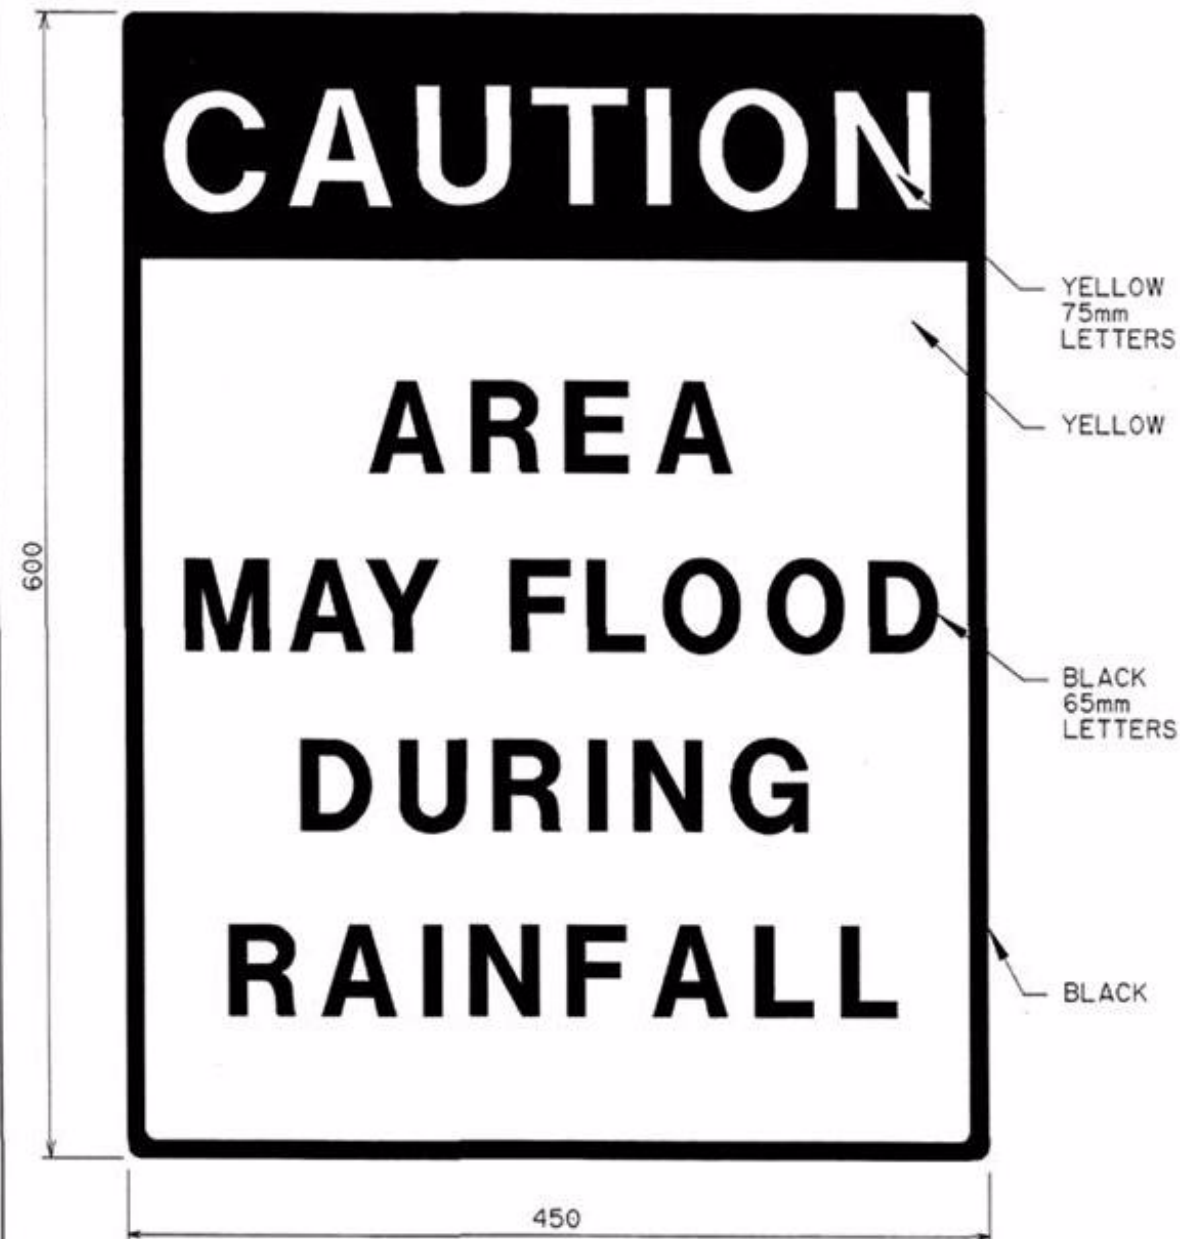 CAUTION
YELLOW
75mm
LETTERS
AREA
YELLOW
MAY FLOOD
BLACK
65mm
LETTERS
DURING
RAINFALL
BLACK
600
450